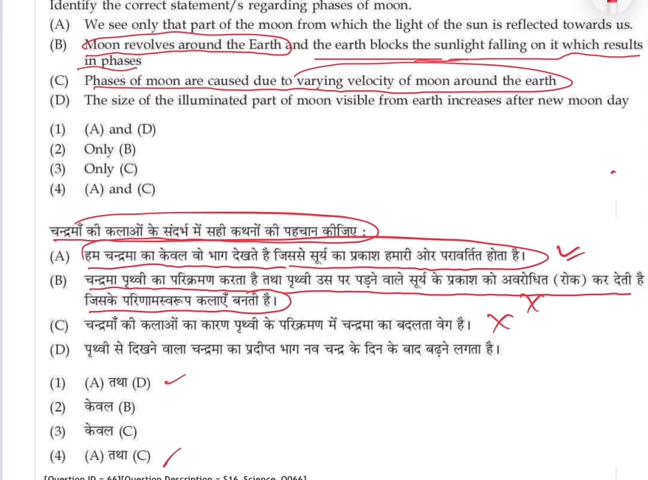 Identify the correct statement/s regarding phases of moon.
(A) We see only that part of the moon from which the light of the sun is reflected towards us.
(B) Moon revolves around the Earth and the earth blocks the sunlight falling on it which results
in phases
(C) Phases of moon are caused due to varying velocity of moon around the earth
(D) The size of the illuminated part of moon visible from earth increases after new moon day
(1) (A) and (D)
(2) Only (B)
(3) Only (C)
(4) (A) and (C)
चन्द्रमाँ की कलाओं के संदर्भ में सही कथनों की पहचान कीजिए :
(A) हम चन्द्रमा का केवल वो भाग देखते है जिससे सूर्य का प्रकाश हमारी ओर परावर्तित होता है।
(B) चन्द्रमा पृथ्वी का परिक्रमण करता है तथा पृथ्वी उस पर पड़ने वाले सूर्य के प्रकाश को अवरोधित (रोक) कर देती है
जिसके परिणामस्वरूप कलाएँ बनती है।
(C) चन्द्रमाँ की कलाओं का कारण पृथ्वी के परिक्रमण में चन्द्रमा का बदलता वेग है।
(D) पृथ्वी से दिखने वाला चन्द्रमा का प्रदीप्त भाग नव चन्द्र के दिन के बाद बढ़ने लगता है।
(1) (A) तथा (D)
(2) केवल (B)
(3) केवल (C)
(4) (A) तथा (C)
[Question ID = 66][Question Description = S16_Science_Q066]